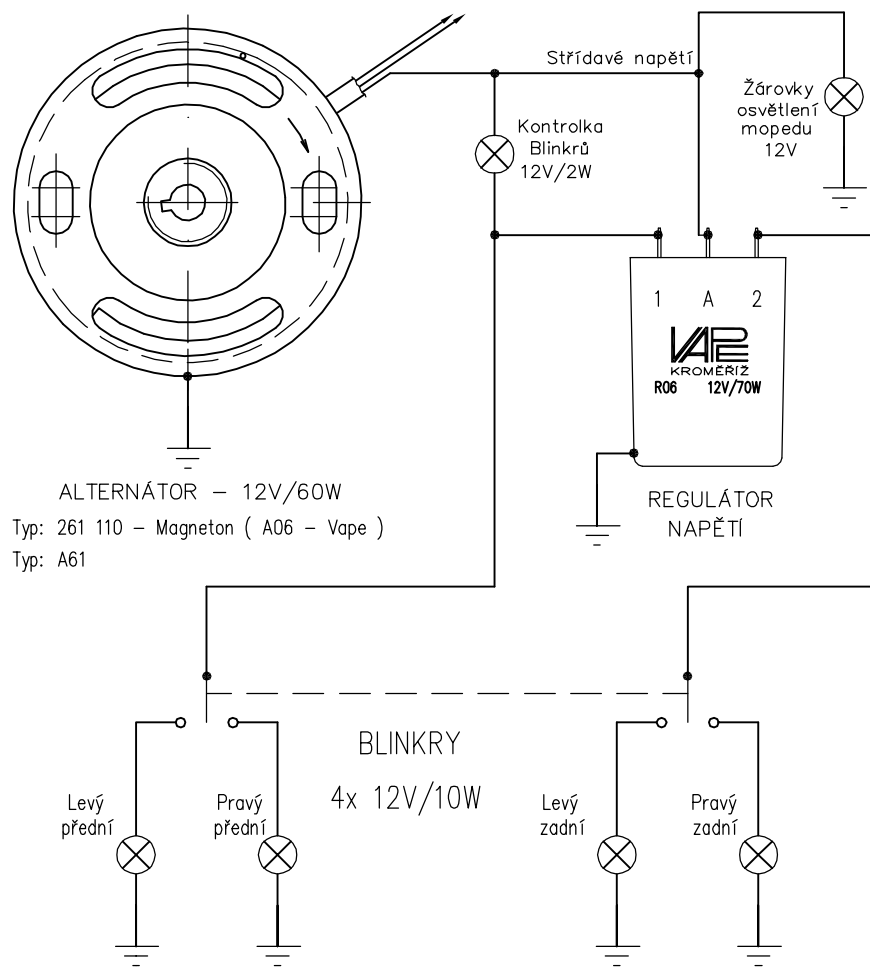 Střídavé napětí
Žárovky
osvětlení
mopedu
12V
Kontrolka
Blinkrů
12V/2W
1 A 2
VAPE
KROMĚŘÍŽ
R06 12V/70W
REGULÁTOR
NAPĚTÍ
ALTERNÁTOR – 12V/60W
Typ: 261 110 – Magneton ( A06 – Vape )
Typ: A61
BLINKRY
4x 12V/10W
Levý
přední
Pravý
přední
Levý
zadní
Pravý
zadní